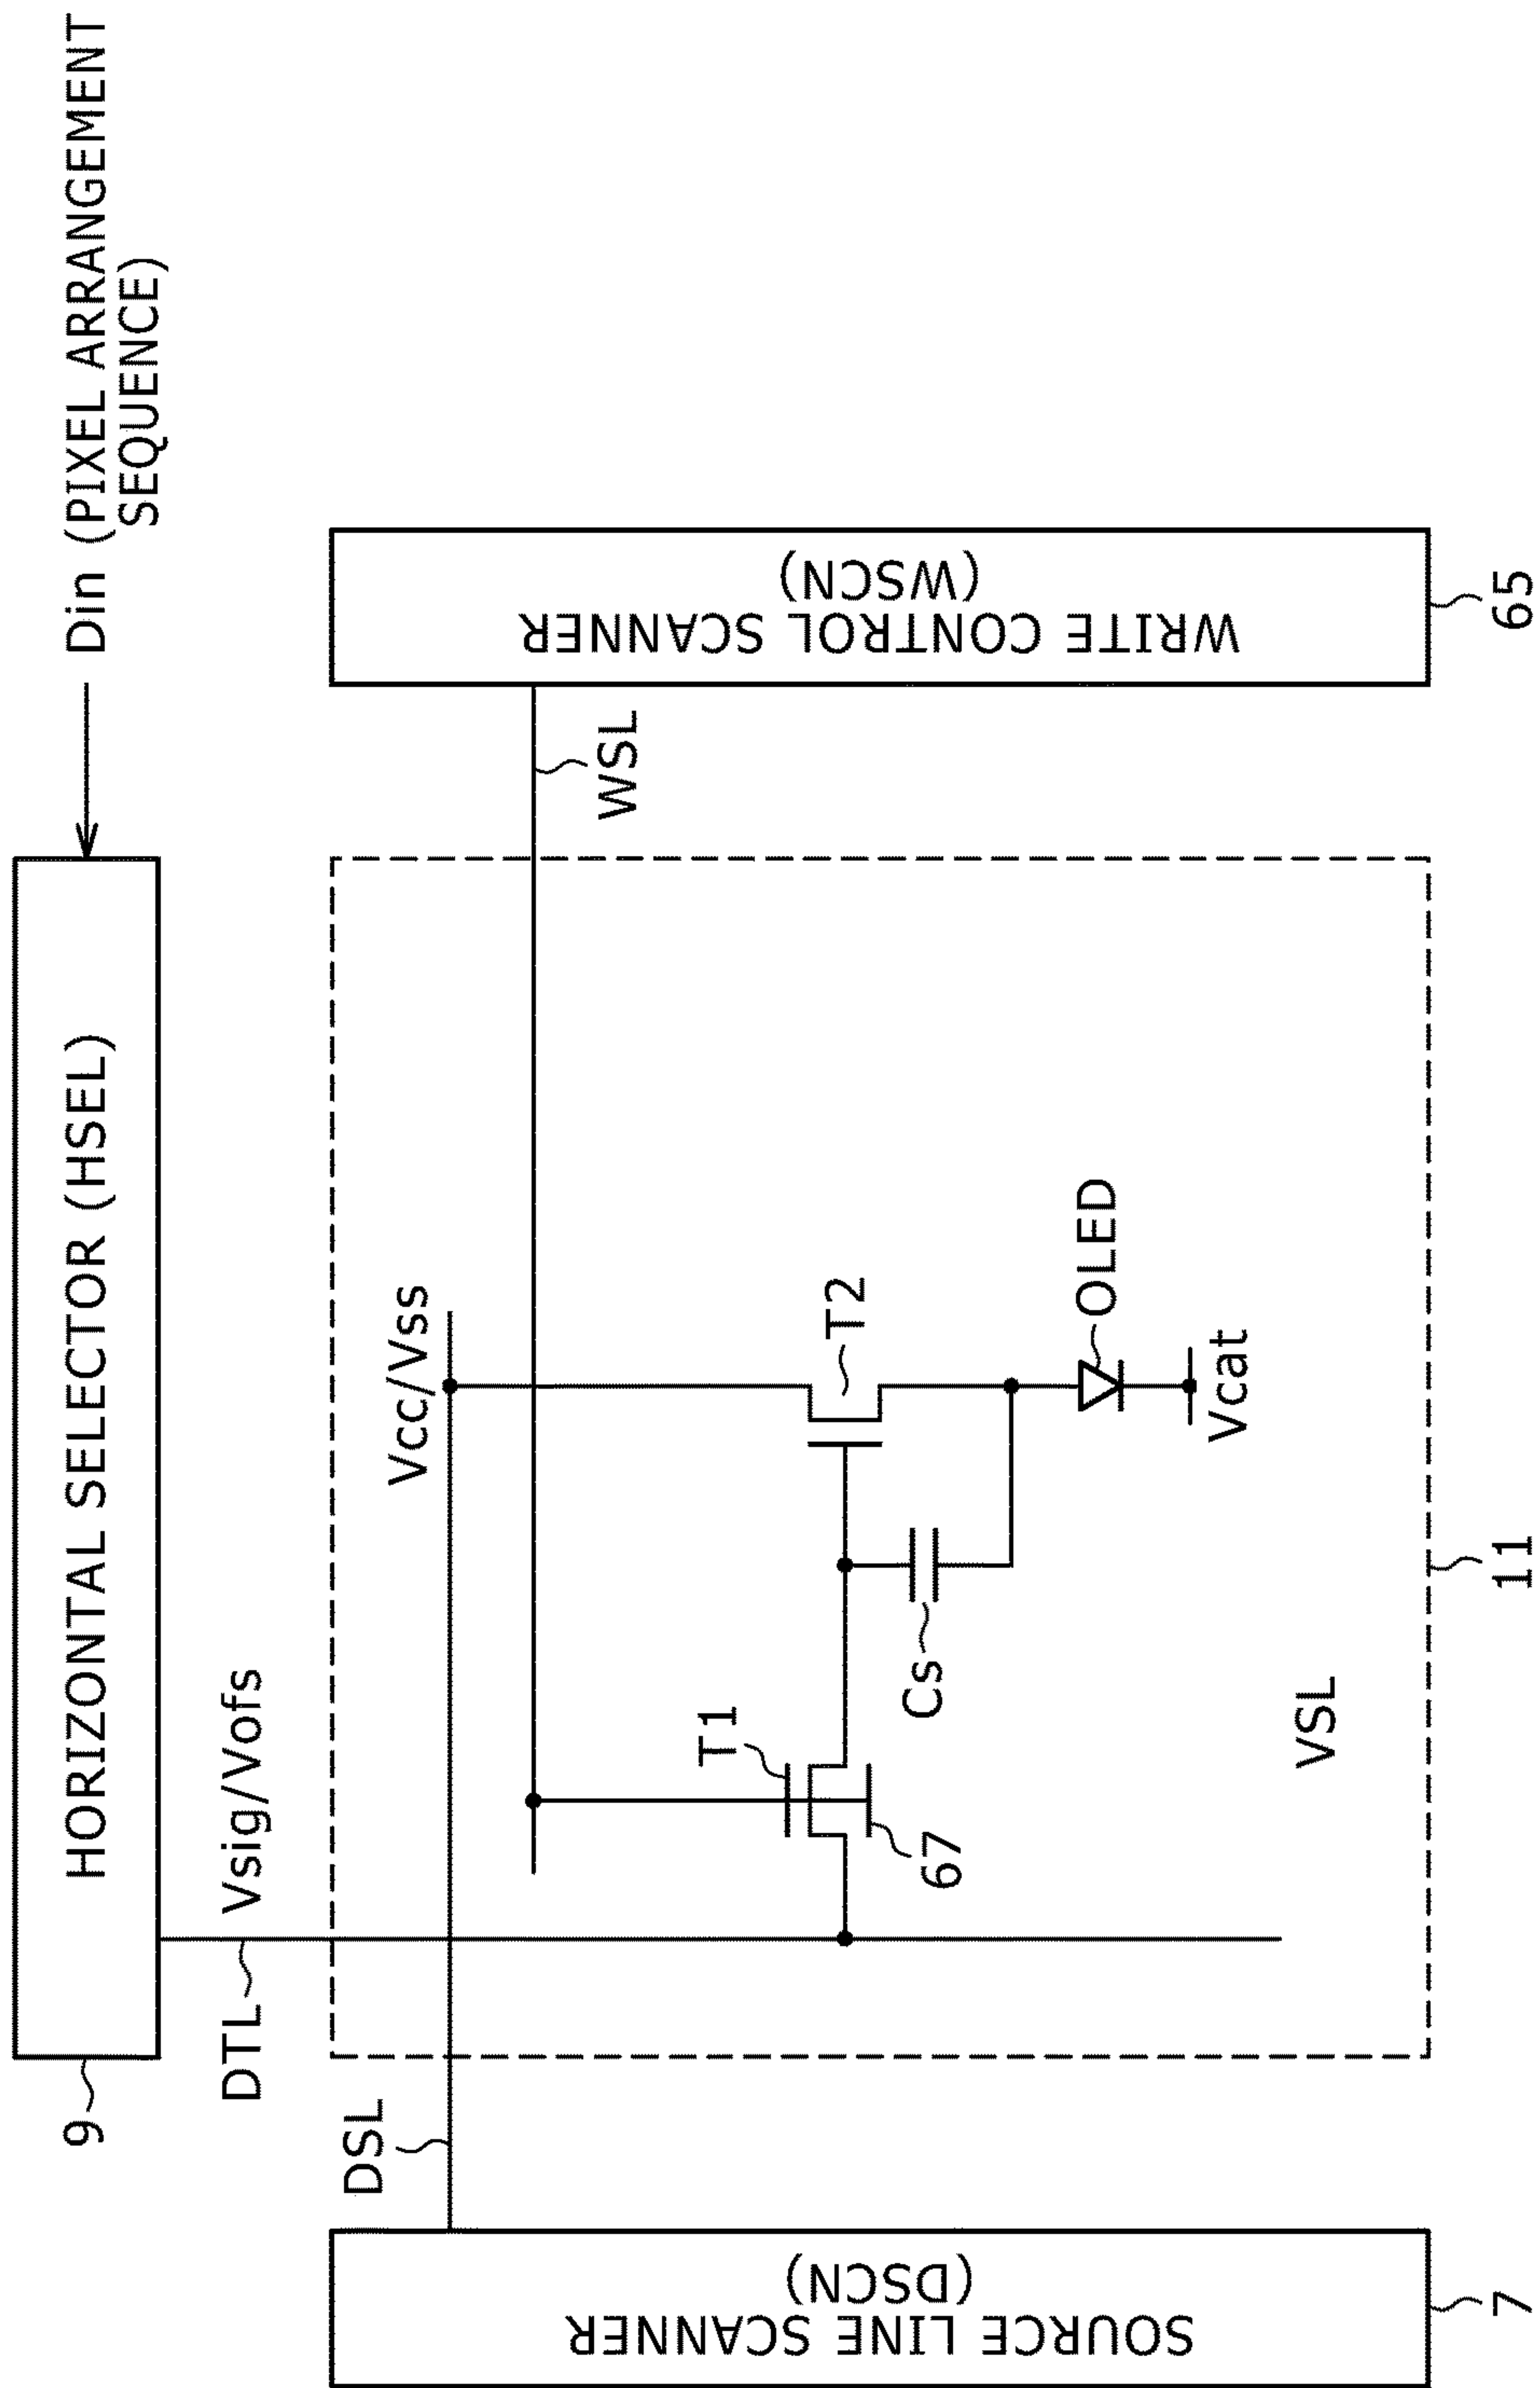 Din (PIXEL ARRANGEMENT
SEQUENCE)
9
HORIZONTAL SELECTOR (HSEL)
DTL
Vsig/Vofs
DSL
Vcc/Vss
WSL
SOURCE LINE SCANNER
(DSCN)
T1
T2
WRITE CONTROL SCANNER
(WSCN)
67
Cs
OLED
Vcat
VSL
7
11
65